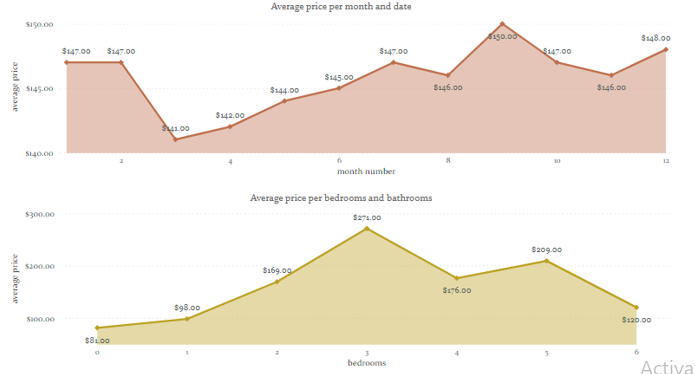 Average price per month and date
average price
$150.00
$145.00
$140.00
$147.00
$147.00
$141.00
$142.00
$144.00
$145.00
$147.00
$146.00
$150.00
$147.00
$146.00
$148.00
2 4 6 8 10 12
month number
Average price per bedrooms and bathrooms
average price
$300.00
$200.00
$100.00
$81.00
$98.00
$169.00
$271.00
$176.00
$209.00
$120.00
0 1 2 3 4 5 6
bedrooms
Activa